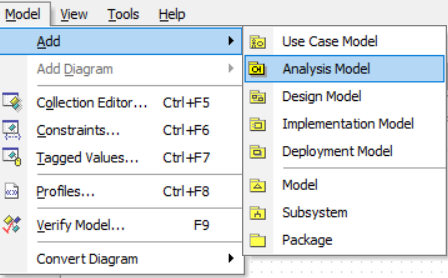 Model View Tools Help
Add
Add Diagram
Collection Editor... Ctrl+F5
Constraints... Ctrl+F6
Tagged Values... Ctrl+F7
Profiles... Ctrl+F8
Verify Model... F9
Convert Diagram
Use Case Model
Analysis Model
Design Model
Implementation Model
Deployment Model
Model
Subsystem
Package